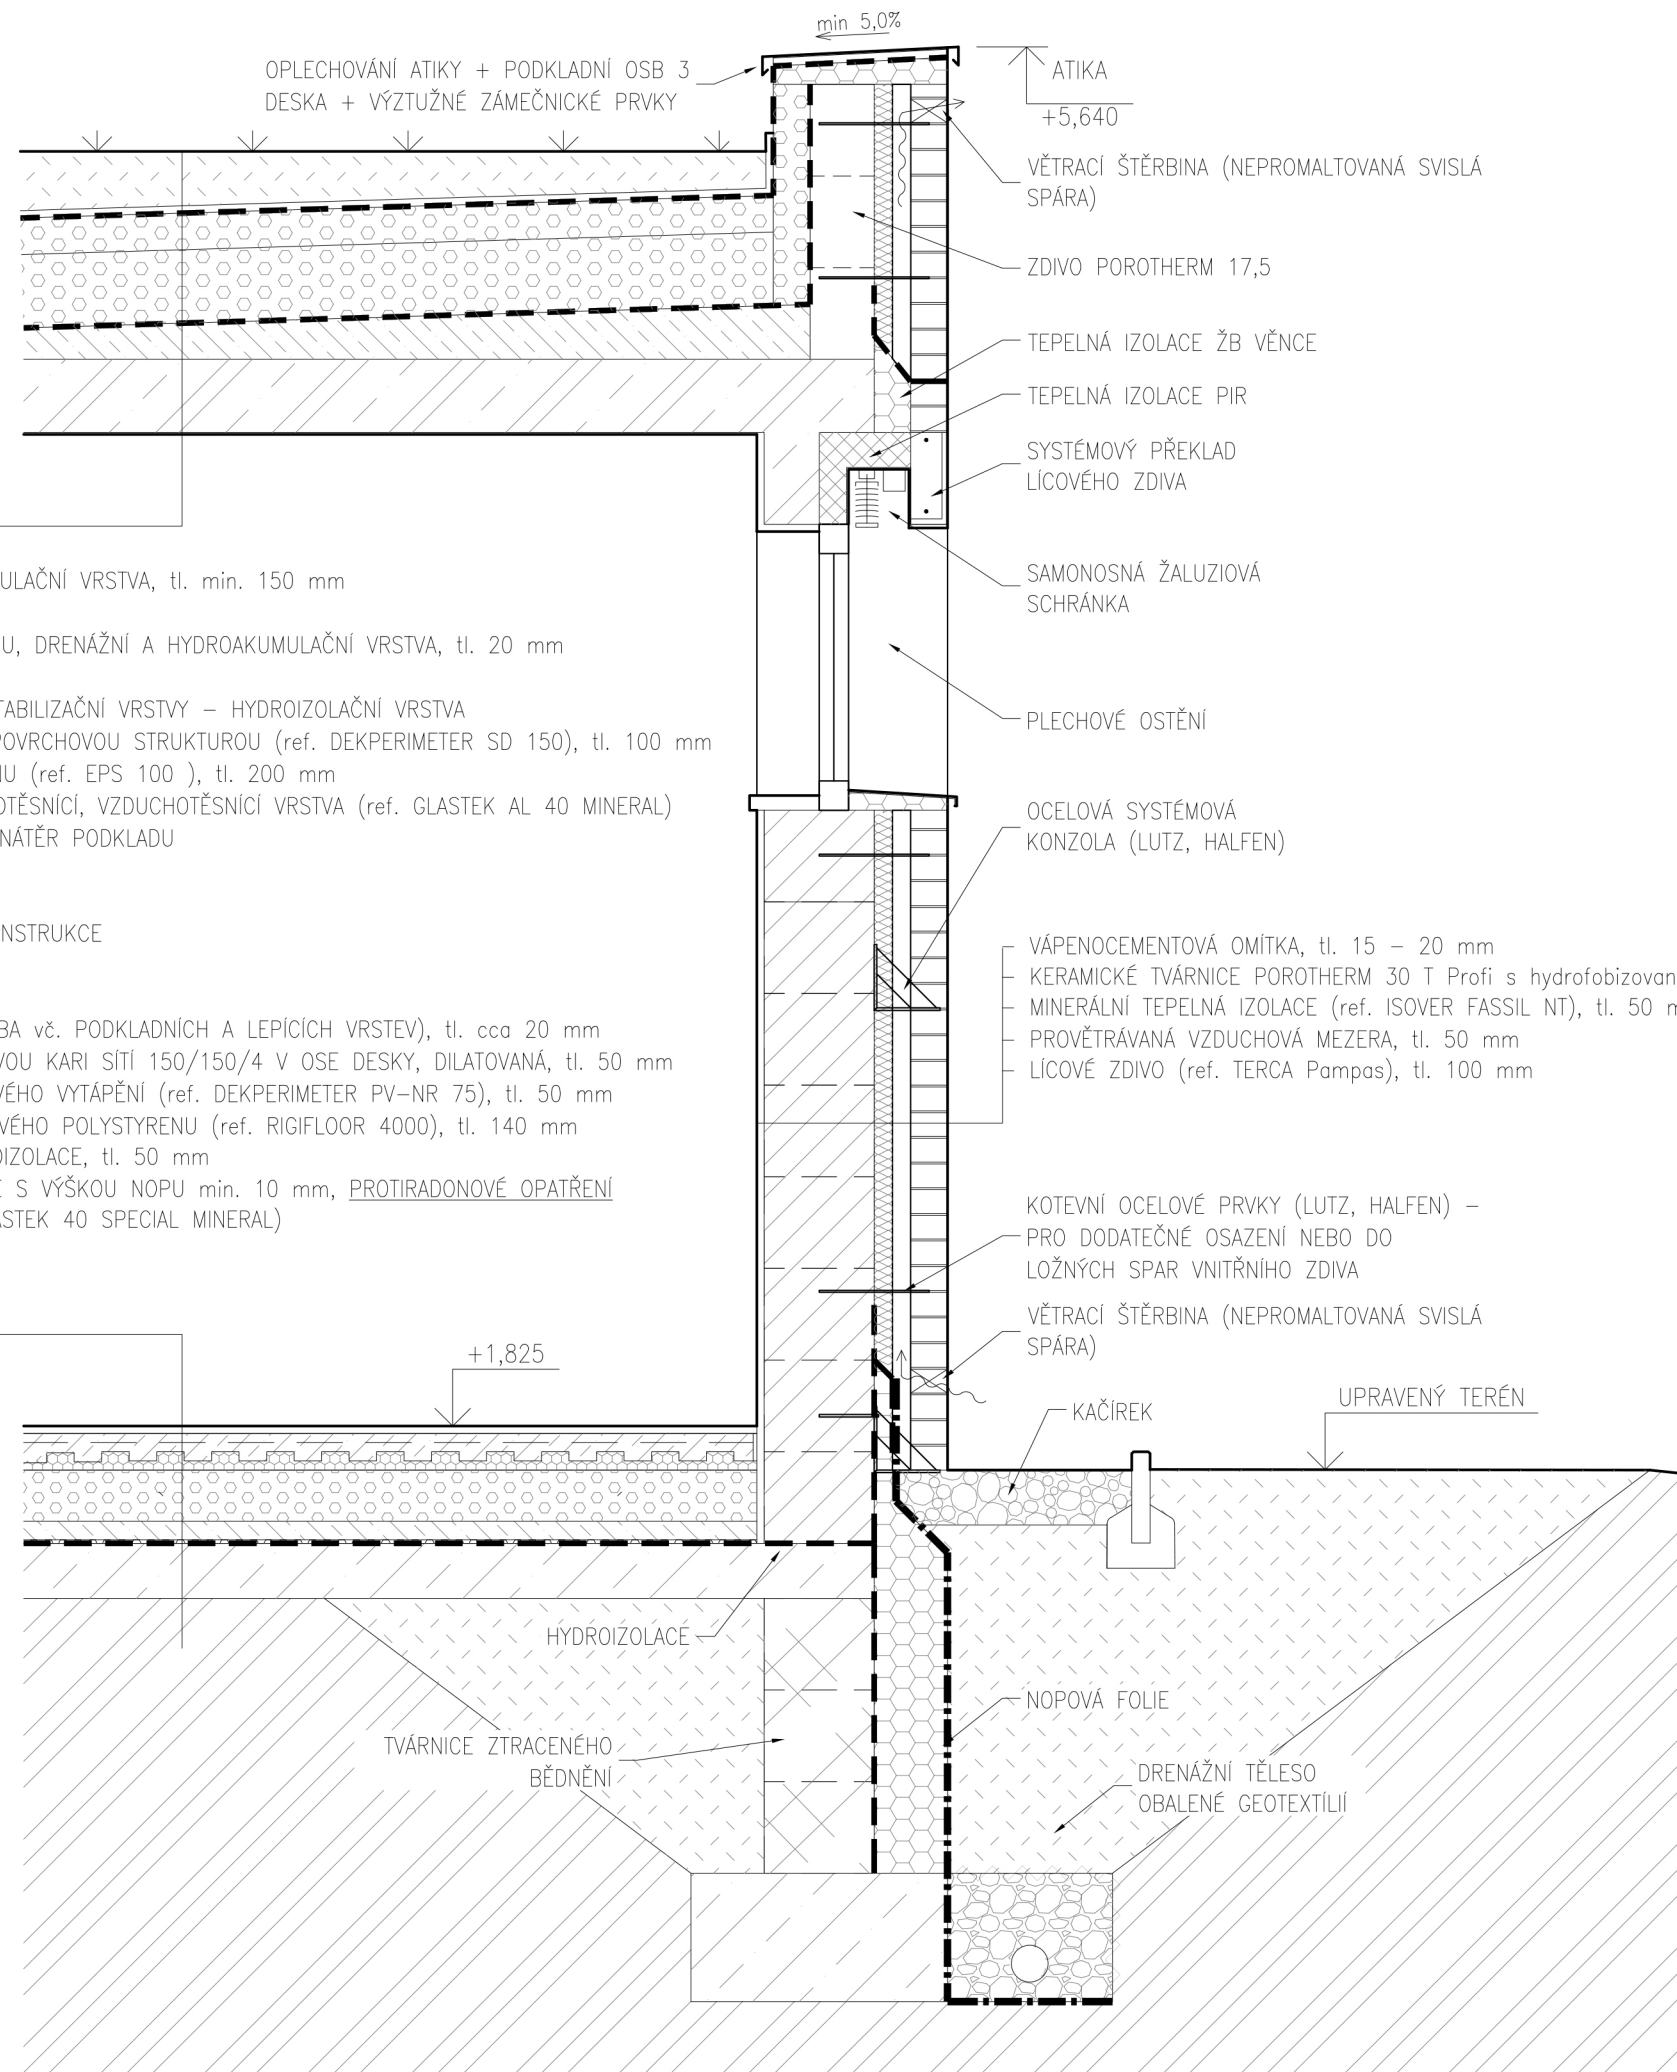 min 5,0%
OPLECHOVÁNÍ ATIKY + PODKLADNÍ OSB 3
DESKA + VÝZTUŽNÉ ZÁMEČNICKÉ PRVKY
ATIKA
+5,640
VĚTRACÍ ŠTĚRBINA (NEPROMALTOVANÁ SVISLÁ
SPÁRA)
ZDIVO POROTHERM 17,5
TEPELNÁ IZOLACE ŽB VĚNCE
TEPELNÁ IZOLACE PIR
SYSTÉMOVÝ PŘEKLAD
LÍCOVÉHO ZDIVA
SAMONOSNÁ ŽALUZIOVÁ
SCHRÁNKA
PLECHOVÉ OSTĚNÍ
OCELOVÁ SYSTÉMOVÁ
KONZOLA (LUTZ, HALFEN)
ULAČNÍ VRSTVA, tl. min. 150 mm
U, DRENÁŽNÍ A HYDROAKUMULAČNÍ VRSTVA, tl. 20 mm
TABILIZAČNÍ VRSTVY – HYDROIZOLAČNÍ VRSTVA
POVRCHOVOU STRUKTUROU (ref. DEKPERIMETER SD 150), tl. 100 mm
NU (ref. EPS 100 ), tl. 200 mm
OTĚSNÍCÍ, VZDUCHOTĚSNÍCÍ VRSTVA (ref. GLASTEK AL 40 MINERAL)
NÁTĚR PODKLADU
NSTRUKCE
BA vč. PODKLADNÍCH A LEPÍCÍCH VRSTEV), tl. cca 20 mm
VOU KARI SÍTÍ 150/150/4 V OSE DESKY, DILATOVANÁ, tl. 50 mm
VÉHO VYTÁPĚNÍ (ref. DEKPERIMETER PV–NR 75), tl. 50 mm
VÉHO POLYSTYRENU (ref. RIGIFLOOR 4000), tl. 140 mm
OIZOLACE, tl. 50 mm
E S VÝŠKOU NOPU min. 10 mm, PROTIRADONOVÉ OPATŘENÍ
ASTEK 40 SPECIAL MINERAL)
VÁPENOCEMENTOVÁ OMÍTKA, tl. 15 – 20 mm
KERAMICKÉ TVÁRNICE POROTHERM 30 T Profi s hydrofobizovan
MINERÁLNÍ TEPELNÁ IZOLACE (ref. ISOVER FASSIL NT), tl. 50 m
PROVĚTRÁVANÁ VZDUCHOVÁ MEZERA, tl. 50 mm
LÍCOVÉ ZDIVO (ref. TERCA Pampas), tl. 100 mm
KOTEVNÍ OCELOVÉ PRVKY (LUTZ, HALFEN) –
PRO DODATEČNÉ OSAZENÍ NEBO DO
LOŽNÝCH SPAR VNITŘNÍHO ZDIVA
VĚTRACÍ ŠTĚRBINA (NEPROMALTOVANÁ SVISLÁ
SPÁRA)
+1,825
KAČÍREK
UPRAVENÝ TERÉN
HYDROIZOLACE
NOPOVÁ FOLIE
TVÁRNICE ZTRACENÉHO
BĚDNĚNÍ
DRENÁŽNÍ TĚLESO
OBALENÉ GEOTEXTÍLIÍ